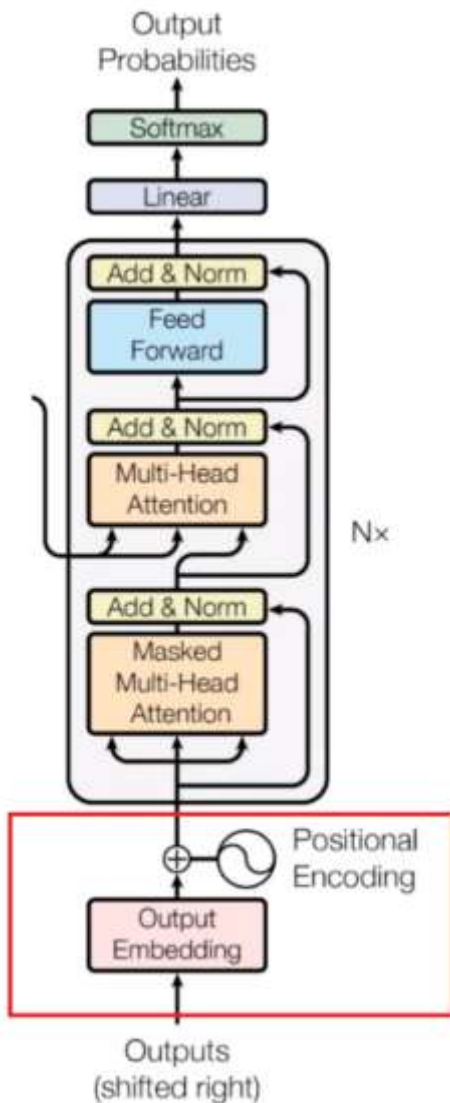 Output
Probabilities
Softmax
Linear
Add & Norm
Feed
Forward
Add & Norm
Multi-Head
Attention
N×
Add & Norm
Masked
Multi-Head
Attention
Positional
Encoding
Output
Embedding
Outputs
(shifted right)